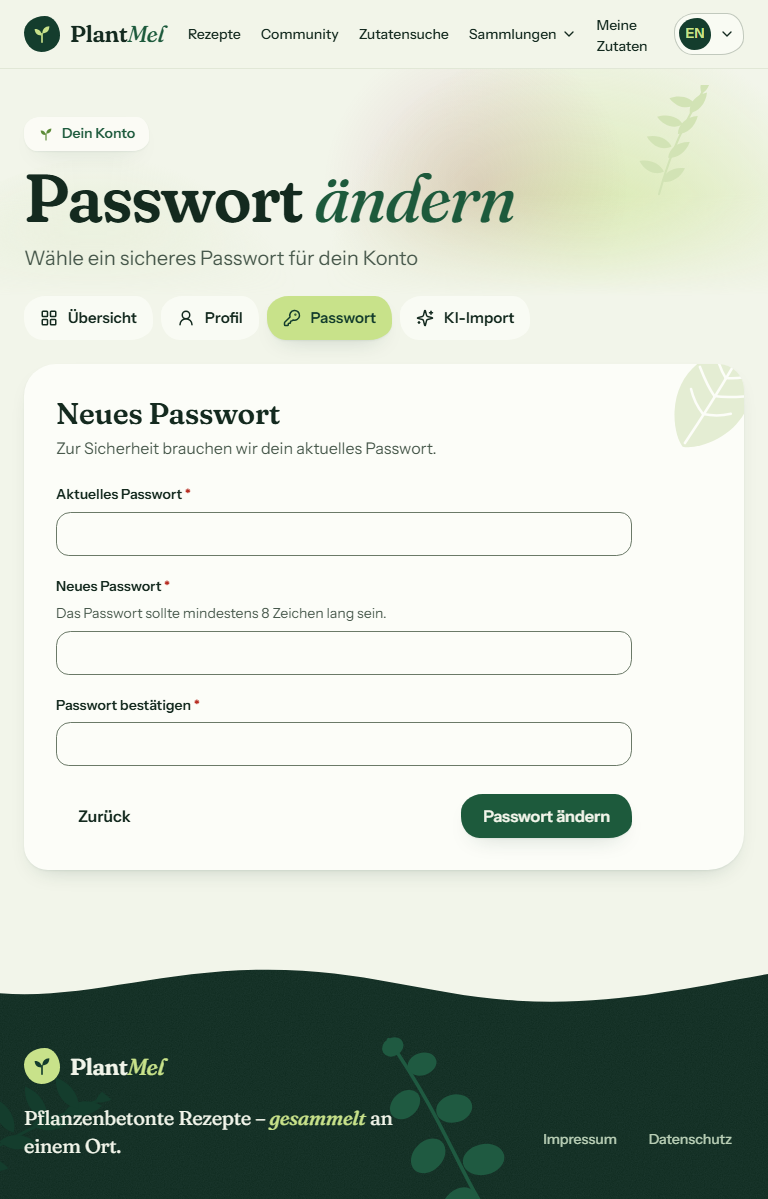 PlantMel
Rezepte
Community
Zutatensuche
Sammlungen
Meine
Zutaten
EN
Dein Konto
Passwort ändern
Wähle ein sicheres Passwort für dein Konto
Übersicht
Profil
Passwort
KI-Import
Neues Passwort
Zur Sicherheit brauchen wir dein aktuelles Passwort.
Aktuelles Passwort *
Neues Passwort *
Das Passwort sollte mindestens 8 Zeichen lang sein.
Passwort bestätigen *
Zurück
Passwort ändern
PlantMel
Pflanzenbetonte Rezepte – gesammelt an
einem Ort.
Impressum
Datenschutz